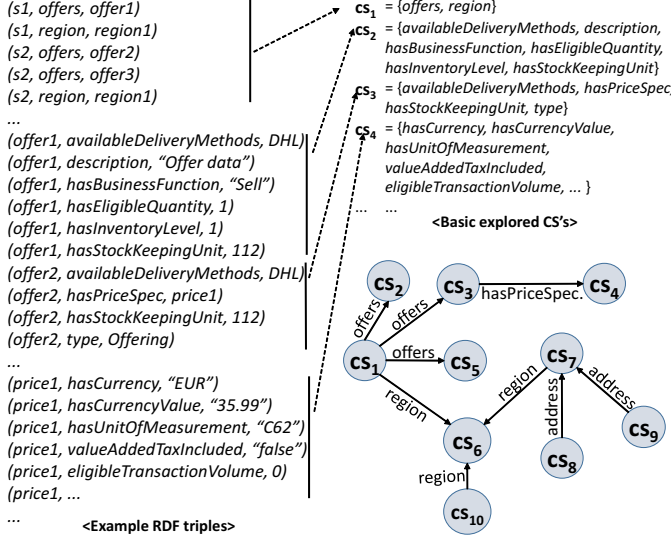 (s1, offers, offer1)
(s1, region, region1)
(s2, offers, offer2)
(s2, offers, offer3)
(s2, region, region1)
...
(offer1, availableDeliveryMethods, DHL)
(offer1, description, “Offer data”)
(offer1, hasBusinessFunction, “Sell”)
(offer1, hasEligibleQuantity, 1)
(offer1, hasInventoryLevel, 1)
(offer1, hasStockKeepingUnit, 112)
(offer2, availableDeliveryMethods, DHL)
(offer2, hasPriceSpec, price1)
(offer2, hasStockKeepingUnit, 112)
(offer2, type, Offering)
...
(price1, hasCurrency, “EUR”)
(price1, hasCurrencyValue, “35.99”)
(price1, hasUnitOfMeasurement, “C62”)
(price1, valueAddedTaxIncluded, “false”)
(price1, eligibleTransactionVolume, 0)
(price1, ...
...
<Example RDF triples>
cs1 = {offers, region}
cs2 = {availableDeliveryMethods, description,
hasBusinessFunction, hasEligibleQuantity,
hasInventoryLevel, hasStockKeepingUnit}
cs3 = {availableDeliveryMethods, hasPriceSpec,
hasStockKeepingUnit, type}
cs4 = {hasCurrency, hasCurrencyValue,
hasUnitOfMeasurement,
valueAddedTaxIncluded,
eligibleTransactionVolume, ... }
... ...
<Basic explored CS’s>
cs2
cs3
hasPriceSpec.
cs4
offers
offers
cs1
offers
cs5
cs7
region
region
address
address
cs6
cs8
cs9
region
cs10